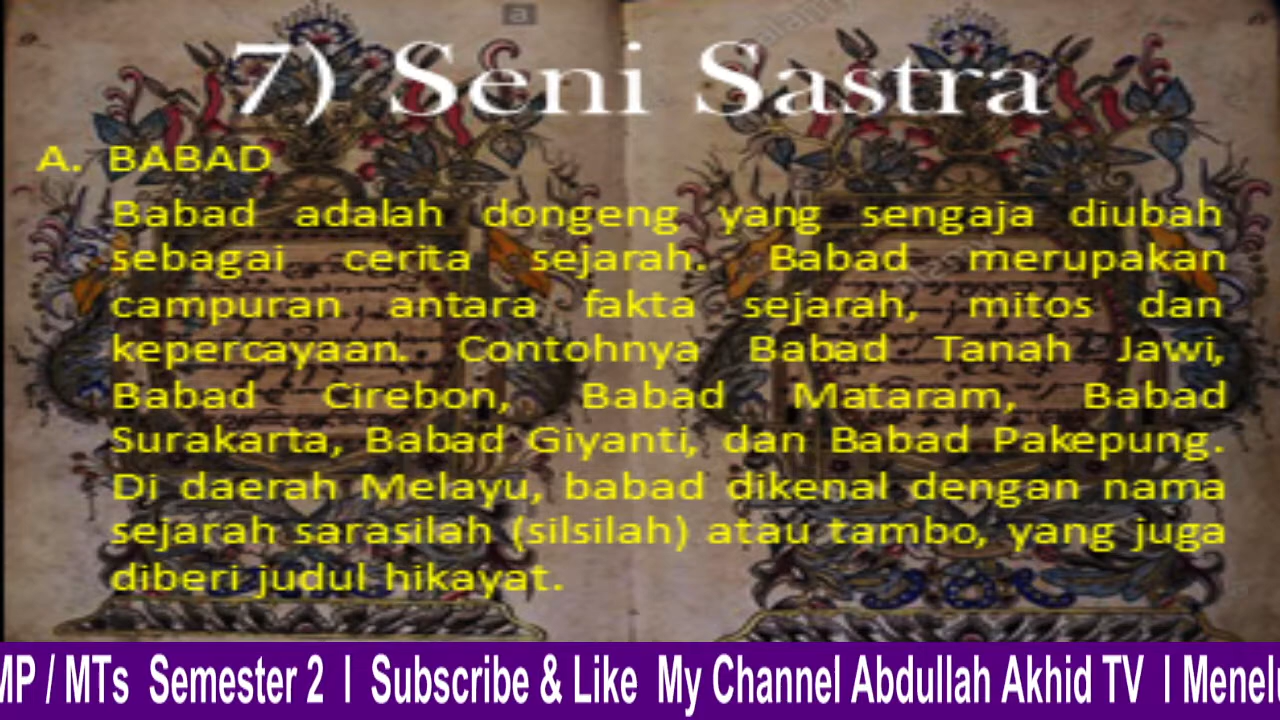 7) Seni Sastra
A. BABAD
Babad adalah dongeng yang sengaja diubah
sebagai cerita sejarah. Babad merupakan
campuran antara fakta sejarah, mitos dan
kepercayaan. Contohnya Babad Tanah Jawi,
Babad Cirebon, Babad Mataram, Babad
Surakarta, Babad Giyanti, dan Babad Pakepung.
Di daerah Melayu, babad dikenal dengan nama
sejarah sarasilah (silsilah) atau tambo, yang juga
diberi judul hikayat.
MP / MTs Semester 2 I Subscribe & Like My Channel Abdullah Akhid TV I Menel